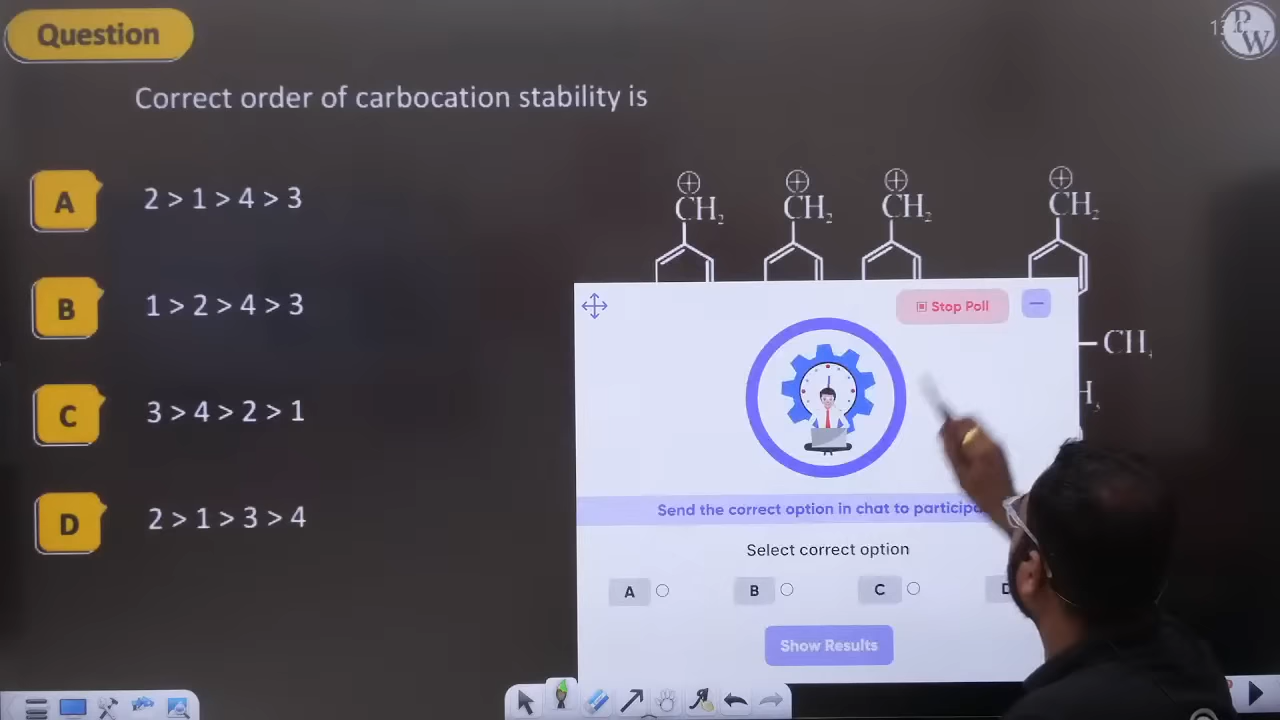 Question
PW
Correct order of carbocation stability is
A 2 > 1 > 4 > 3
B 1 > 2 > 4 > 3
C 3 > 4 > 2 > 1
D 2 > 1 > 3 > 4
⊕ ⊕ ⊕ ⊕
CH₂ CH₂ CH₂ CH₂
Stop Poll
CH
Send the correct option in chat to
Select correct option
A B C D
Show Results